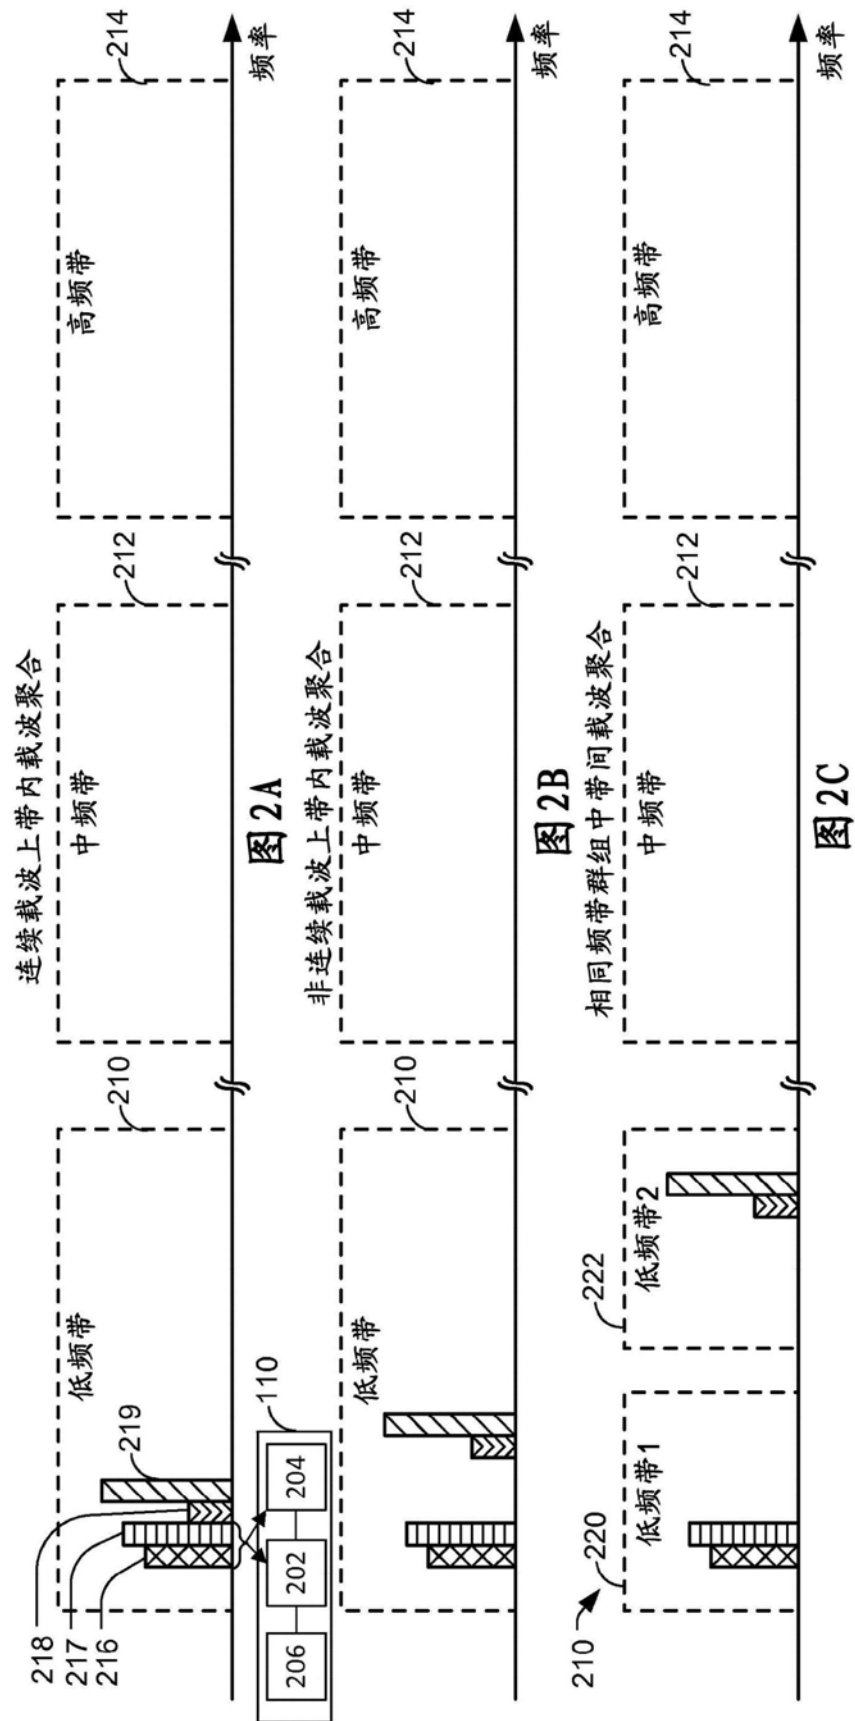 连续载波上带内载波聚合
低频带
中频带
高频带
210
212
214
218
217
216
219
频率
110
206
202
204
图2A
非连续载波上带内载波聚合
低频带
中频带
高频带
210
212
214
频率
图2B
相同频带群组中带间载波聚合
210
220
低频带1
222
低频带2
中频带
高频带
212
214
频率
图2C